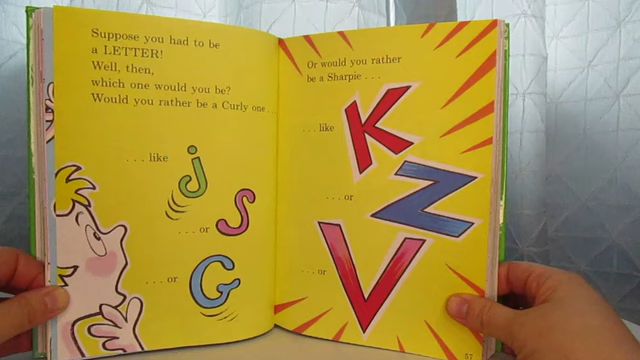 Suppose you had to be
a LETTER!
Well, then,
which one would you be?
Would you rather be a Curly one . . .
. . . like j
. . . or S
. . . or G
Or would you rather
be a Sharpie . . .
. . . like K
. . . or Z
. . . or V
57